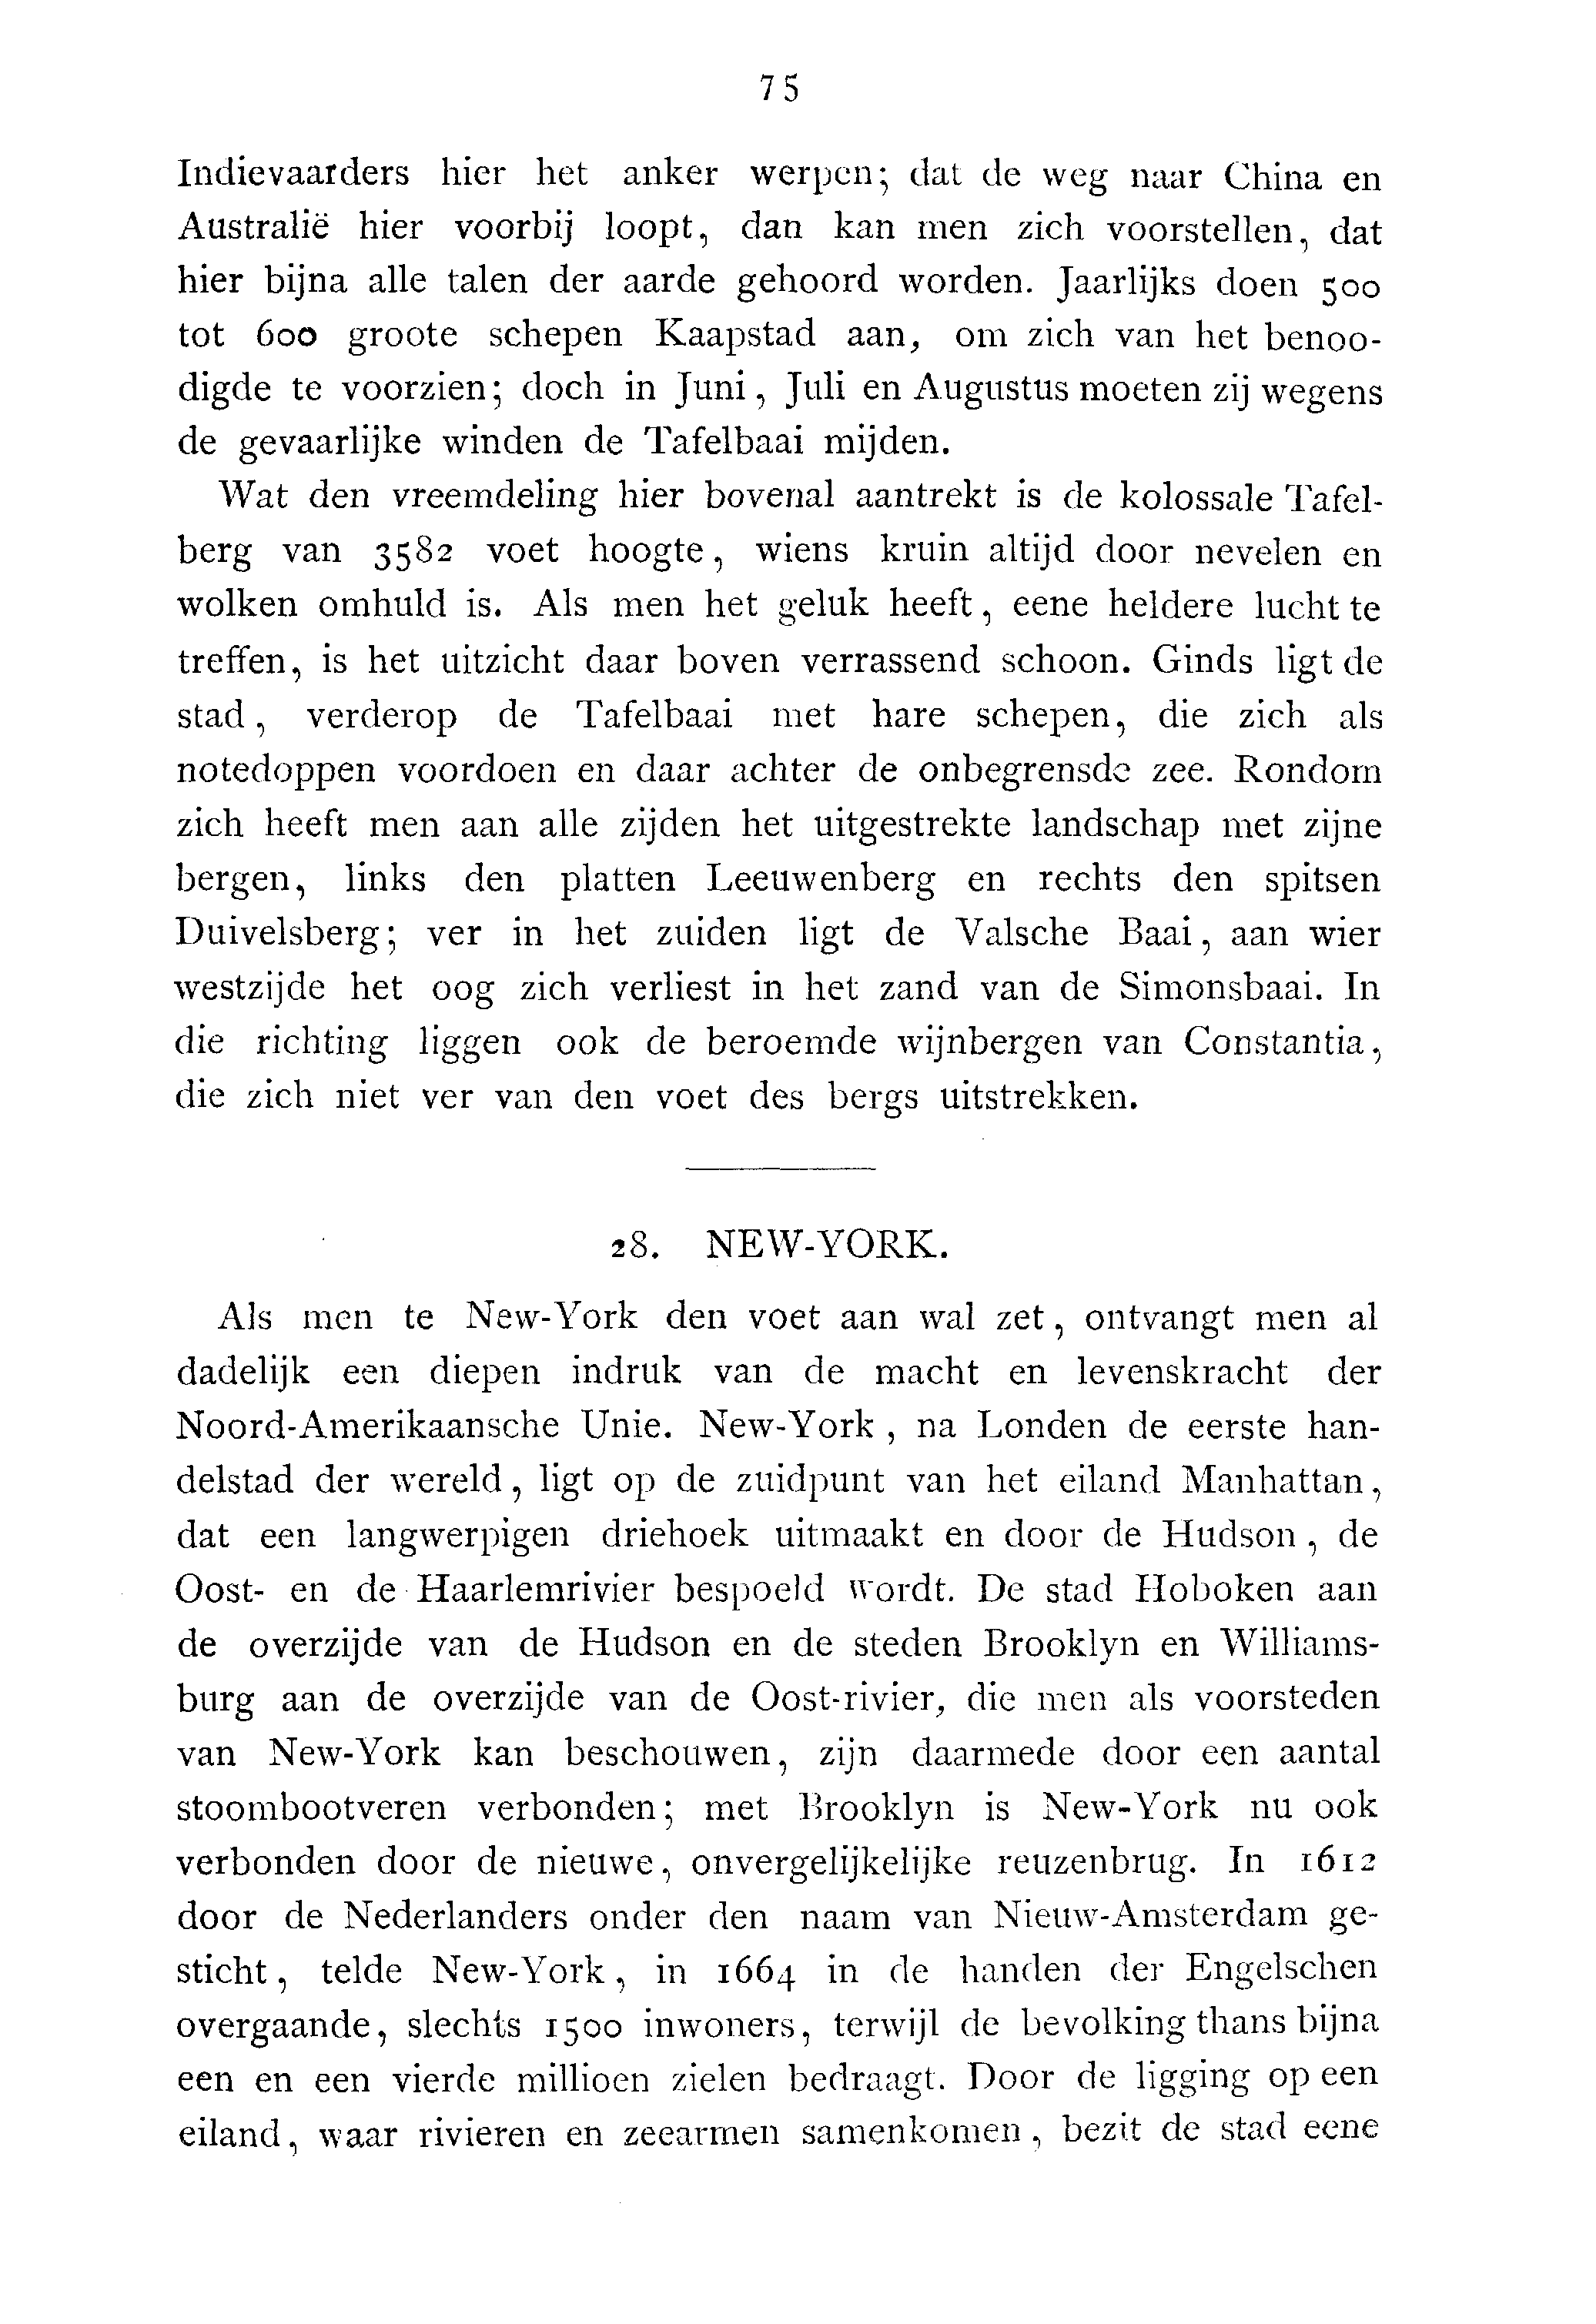 75
Indievaarders hier het anker werpen; dat de weg naar China en
Australië hier voorbij loopt, dan kan men zich voorstellen, dat
hier bijna alle talen der aarde gehoord worden. Jaarlijks doen 500
tot 600 groote schepen Kaapstad aan, om zich van het benoo-
digde te voorzien; doch in Juni, Juli en Augustus moeten zij wegens
de gevaarlijke winden de Tafelbaai mijden.
Wat den vreemdeling hier bovenal aantrekt is de kolossale Tafel-
berg van 3582 voet hoogte, wiens kruin altijd door nevelen en
wolken omhuld is. Als men het geluk heeft, eene heldere lucht te
treffen, is het uitzicht daar boven verrassend schoon. Ginds ligt de
stad, verderop de Tafelbaai met hare schepen, die zich als
notedoppen voordoen en daar achter de onbegrensde zee. Rondom
zich heeft men aan alle zijden het uitgestrekte landschap met zijne
bergen, links den platten Leeuwenberg en rechts den spitsen
Duivelsberg; ver in het zuiden ligt de Valsche Baai, aan wier
westzijde het oog zich verliest in het zand van de Simonsbaai. In
die richting liggen ook de beroemde wijnbergen van Constantia,
die zich niet ver van den voet des bergs uitstrekken.
28. NEW-YORK.
Als men te New-York den voet aan wal zet, ontvangt men al
dadelijk een diepen indruk van de macht en levenskracht der
Noord-Amerikaansche Unie. New-York, na Londen de eerste han-
delstad der wereld, ligt op de zuidpunt van het eiland Manhattan,
dat een langwerpigen driehoek uitmaakt en door de Hudson, de
Oost- en de Haarlemrivier bespoeld wordt. De stad Hoboken aan
de overzijde van de Hudson en de steden Brooklyn en Williams-
burg aan de overzijde van de Oost-rivier, die men als voorsteden
van New-York kan beschouwen, zijn daarmede door een aantal
stoombootveren verbonden; met Brooklyn is New-York nu ook
verbonden door de nieuwe, onvergelijkelijke reuzenbrug. In 1612
door de Nederlanders onder den naam van Nieuw-Amsterdam ge-
sticht, telde New-York, in 1664 in de handen der Engelschen
overgaande, slechts 1500 inwoners, terwijl de bevolking thans bijna
een en een vierde millioen zielen bedraagt. Door de ligging op een
eiland, waar rivieren en zeearmen samenkomen, bezit de stad eene